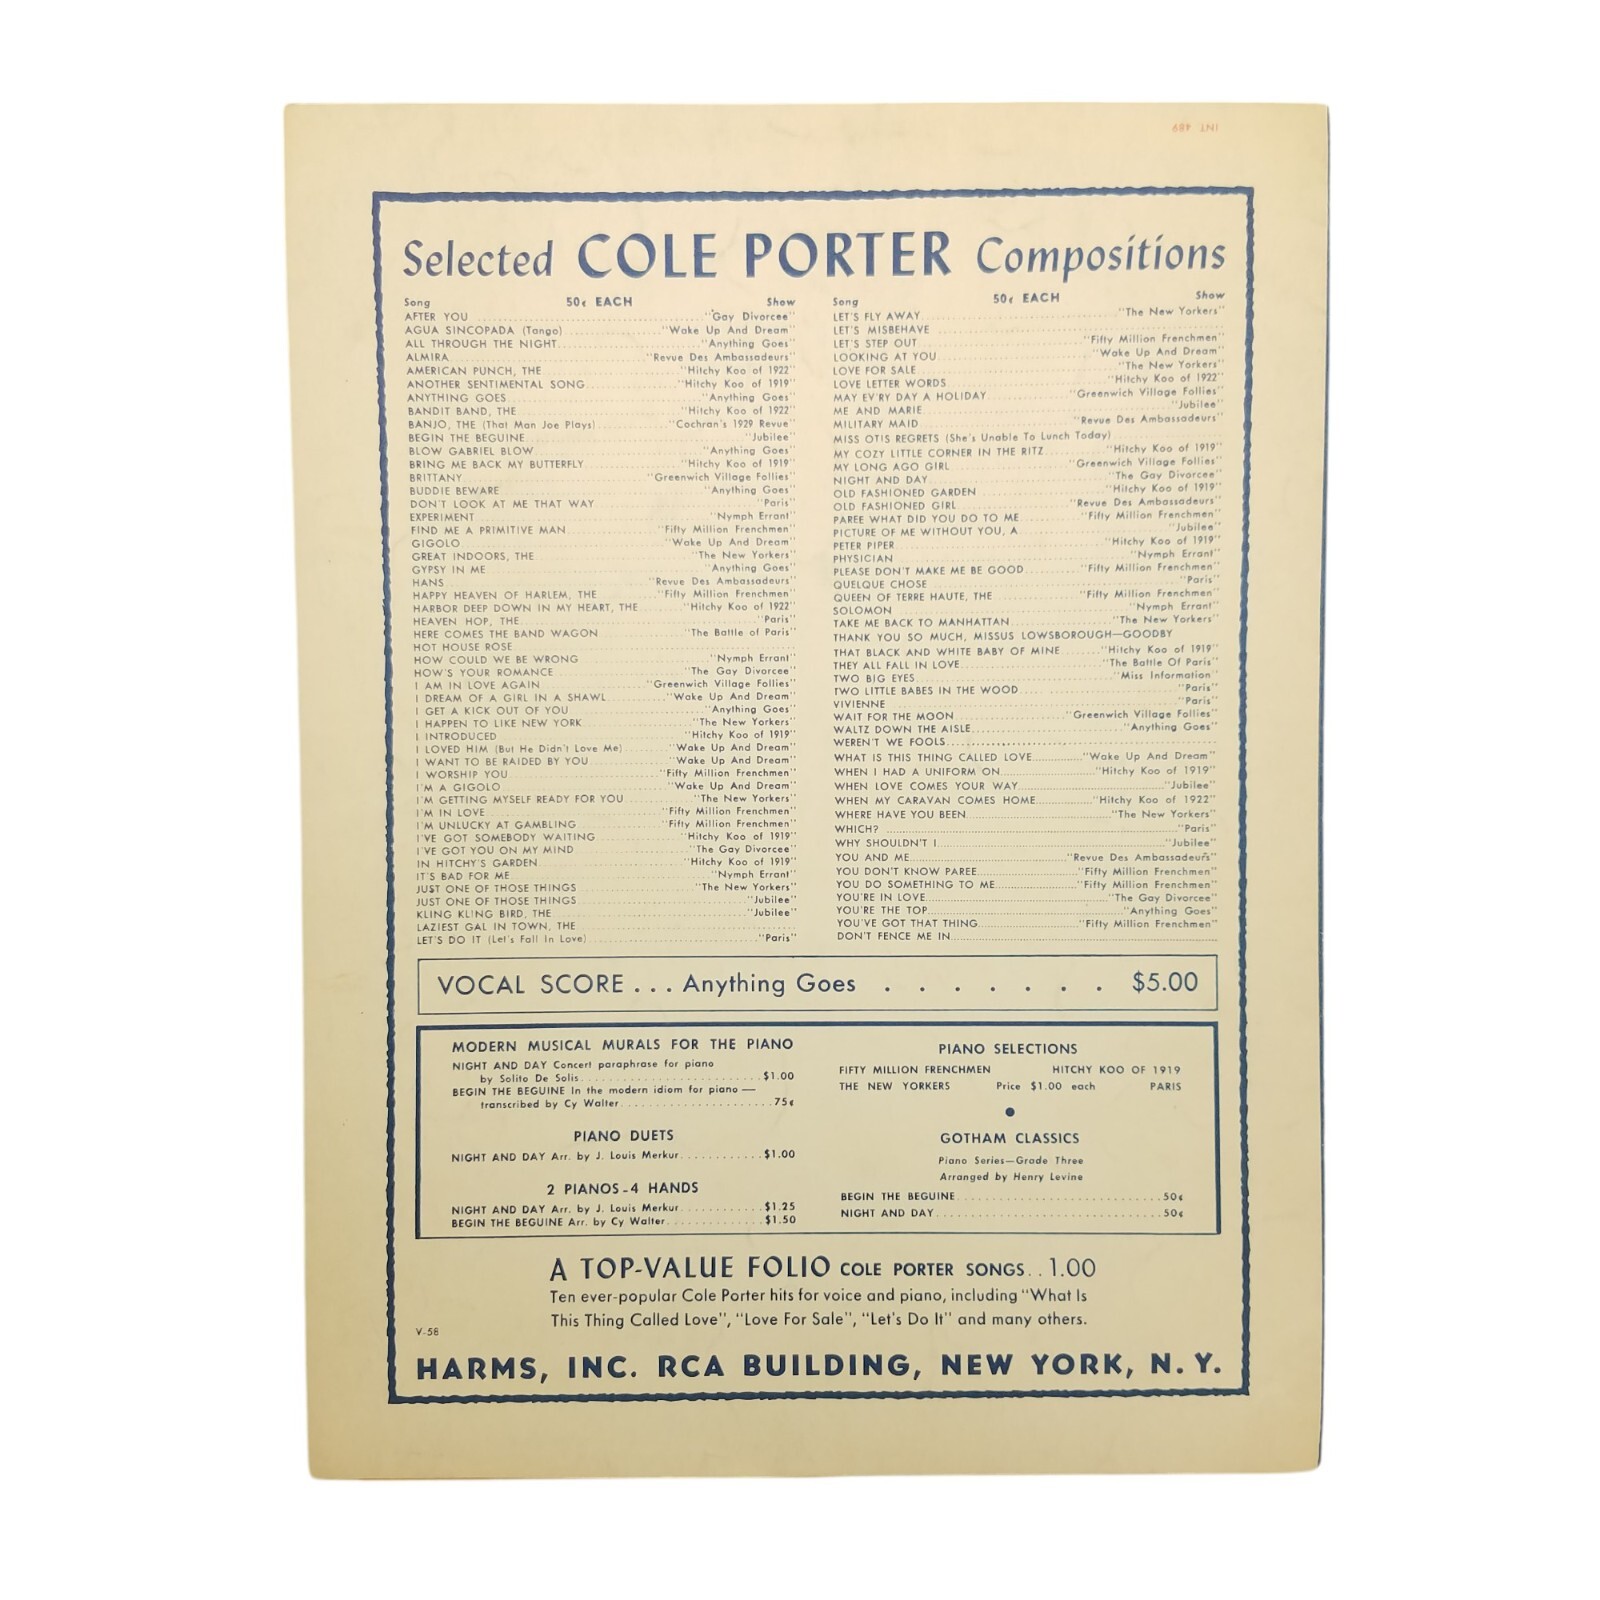 INT 489
Selected COLE PORTER Compositions
Song 50¢ EACH Show
AFTER YOU "Gay Divorcee"
AGUA SINCOPADA (Tango) "Wake Up And Dream"
ALL THROUGH THE NIGHT "Anything Goes"
ALMIRA "Revue Des Ambassadeurs"
AMERICAN PUNCH, THE "Hitchy Koo of 1922"
ANOTHER SENTIMENTAL SONG "Hitchy Koo of 1919"
ANYTHING GOES "Anything Goes"
BANDIT BAND, THE "Hitchy Koo of 1922"
BANJO, THE (That Man Joe Plays) "Cochran's 1929 Revue"
BEGIN THE BEGUINE "Jubilee"
BLOW GABRIEL BLOW "Anything Goes"
BRING ME BACK MY BUTTERFLY "Hitchy Koo of 1919"
BRITTANY "Greenwich Village Follies"
BUDDIE BEWARE "Anything Goes"
DON'T LOOK AT ME THAT WAY "Paris"
EXPERIMENT "Nymph Errant"
FIND ME A PRIMITIVE MAN "Fifty Million Frenchmen"
GIGOLO "Wake Up And Dream"
GREAT INDOORS, THE "The New Yorkers"
GYPSY IN ME "Anything Goes"
HANS "Revue Des Ambassadeurs"
HAPPY HEAVEN OF HARLEM, THE "Fifty Million Frenchmen"
HARBOR DEEP DOWN IN MY HEART, THE "Hitchy Koo of 1922"
HEAVEN HOP, THE "Paris"
HERE COMES THE BAND WAGON "The Battle of Paris"
HOT HOUSE ROSE
HOW COULD WE BE WRONG "Nymph Errant"
HOW'S YOUR ROMANCE "The Gay Divorcee"
I AM IN LOVE AGAIN "Greenwich Village Follies"
I DREAM OF A GIRL IN A SHAWL "Wake Up And Dream"
I GET A KICK OUT OF YOU "Anything Goes"
I HAPPEN TO LIKE NEW YORK "The New Yorkers"
I INTRODUCED "Hitchy Koo of 1919"
I LOVED HIM (But He Didn't Love Me) "Wake Up And Dream"
I WANT TO BE RAIDED BY YOU "Wake Up And Dream"
I WORSHIP YOU "Fifty Million Frenchmen"
I'M A GIGOLO "Wake Up And Dream"
I'M GETTING MYSELF READY FOR YOU "The New Yorkers"
I'M IN LOVE "Fifty Million Frenchmen"
I'M UNLUCKY AT GAMBLING "Fifty Million Frenchmen"
I'VE GOT SOMEBODY WAITING "Hitchy Koo of 1919"
I'VE GOT YOU ON MY MIND "The Gay Divorcee"
IN HITCHY'S GARDEN "Hitchy Koo of 1919"
IT'S BAD FOR ME "Nymph Errant"
JUST ONE OF THOSE THINGS "The New Yorkers"
JUST ONE OF THOSE THINGS "Jubilee"
KLING KLING BIRD, THE "Jubilee"
LAZIEST GAL IN TOWN, THE
LET'S DO IT (Let's Fall In Love) "Paris"
Song 50¢ EACH Show
LET'S FLY AWAY "The New Yorkers"
LET'S MISBEHAVE
LET'S STEP OUT "Fifty Million Frenchmen"
LOOKING AT YOU "Wake Up And Dream"
LOVE FOR SALE "The New Yorkers"
LOVE LETTER WORDS "Hitchy Koo of 1922"
MAY EV'RY DAY A HOLIDAY "Greenwich Village Follies"
ME AND MARIE "Jubilee"
MILITARY MAID "Revue Des Ambassadeurs"
MISS OTIS REGRETS (She's Unable To Lunch Today)
MY COZY LITTLE CORNER IN THE RITZ "Hitchy Koo of 1919"
MY LONG AGO GIRL "Greenwich Village Follies"
NIGHT AND DAY "The Gay Divorcee"
OLD FASHIONED GARDEN "Hitchy Koo of 1919"
OLD FASHIONED GIRL "Revue Des Ambassadeurs"
PAREE WHAT DID YOU DO TO ME "Fifty Million Frenchmen"
PICTURE OF ME WITHOUT YOU, A "Jubilee"
PETER PIPER "Hitchy Koo of 1919"
PHYSICIAN "Nymph Errant"
PLEASE DON'T MAKE ME BE GOOD "Fifty Million Frenchmen"
QUELQUE CHOSE "Paris"
QUEEN OF TERRE HAUTE, THE "Fifty Million Frenchmen"
SOLOMON "Nymph Errant"
TAKE ME BACK TO MANHATTAN "The New Yorkers"
THANK YOU SO MUCH, MISSUS LOWSBOROUGH—GOODBY
THAT BLACK AND WHITE BABY OF MINE "Hitchy Koo of 1919"
THEY ALL FALL IN LOVE "The Battle Of Paris"
TWO BIG EYES "Miss Information"
TWO LITTLE BABES IN THE WOOD "Paris"
VIVIENNE "Paris"
WAIT FOR THE MOON "Greenwich Village Follies"
WALTZ DOWN THE AISLE "Anything Goes"
WEREN'T WE FOOLS
WHAT IS THIS THING CALLED LOVE "Wake Up And Dream"
WHEN I HAD A UNIFORM ON "Hitchy Koo of 1919"
WHEN LOVE COMES YOUR WAY "Jubilee"
WHEN MY CARAVAN COMES HOME "Hitchy Koo of 1922"
WHERE HAVE YOU BEEN "The New Yorkers"
WHICH? "Paris"
WHY SHOULDN'T I "Jubilee"
YOU AND ME "Revue Des Ambassadeurs"
YOU DON'T KNOW PAREE "Fifty Million Frenchmen"
YOU DO SOMETHING TO ME "Fifty Million Frenchmen"
YOU'RE IN LOVE "The Gay Divorcee"
YOU'RE THE TOP "Anything Goes"
YOU'VE GOT THAT THING "Fifty Million Frenchmen"
DON'T FENCE ME IN
VOCAL SCORE . . . Anything Goes . . . . . . . $5.00
MODERN MUSICAL MURALS FOR THE PIANO
NIGHT AND DAY Concert paraphrase for piano
by Solito De Solis $1.00
BEGIN THE BEGUINE In the modern idiom for piano —
transcribed by Cy Walter 75¢
PIANO DUETS
NIGHT AND DAY Arr. by J. Louis Merkur $1.00
2 PIANOS - 4 HANDS
NIGHT AND DAY Arr. by J. Louis Merkur $1.25
BEGIN THE BEGUINE Arr. by Cy Walter $1.50
PIANO SELECTIONS
FIFTY MILLION FRENCHMEN HITCHY KOO OF 1919
THE NEW YORKERS Price $1.00 each PARIS
GOTHAM CLASSICS
Piano Series—Grade Three
Arranged by Henry Levine
BEGIN THE BEGUINE 50¢
NIGHT AND DAY 50¢
A TOP-VALUE FOLIO COLE PORTER SONGS . . 1.00
Ten ever-popular Cole Porter hits for voice and piano, including "What Is
This Thing Called Love", "Love For Sale", "Let's Do It" and many others.
V-58
HARMS, INC. RCA BUILDING, NEW YORK, N. Y.